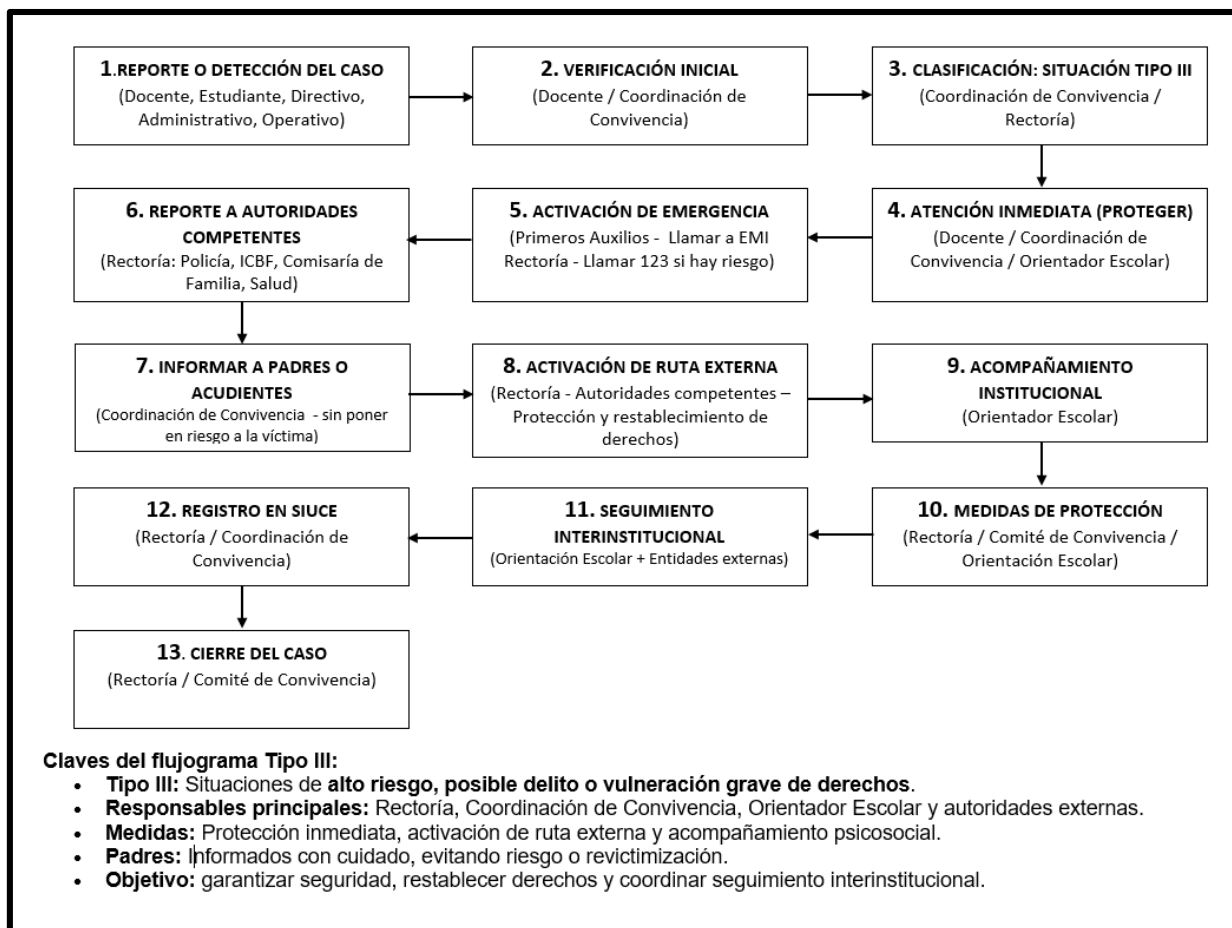 1.REPORTE O DETECCIÓN DEL CASO
(Docente, Estudiante, Directivo,
Administrativo, Operativo)
2. VERIFICACIÓN INICIAL
(Docente / Coordinación de
Convivencia)
3. CLASIFICACIÓN: SITUACIÓN TIPO III
(Coordinación de Convivencia /
Rectoría)
4. ATENCIÓN INMEDIATA (PROTEGER)
(Docente / Coordinación de
Convivencia / Orientador Escolar)
5. ACTIVACIÓN DE EMERGENCIA
(Primeros Auxilios - Llamar a EMI
Rectoría - Llamar 123 si hay riesgo)
6. REPORTE A AUTORIDADES
COMPETENTES
(Rectoría: Policía, ICBF, Comisaría de
Familia, Salud)
7. INFORMAR A PADRES O
ACUDIENTES
(Coordinación de Convivencia - sin poner
en riesgo a la víctima)
8. ACTIVACIÓN DE RUTA EXTERNA
(Rectoría - Autoridades competentes –
Protección y restablecimiento de
derechos)
9. ACOMPAÑAMIENTO
INSTITUCIONAL
(Orientador Escolar)
10. MEDIDAS DE PROTECCIÓN
(Rectoría / Comité de Convivencia /
Orientación Escolar)
11. SEGUIMIENTO
INTERINSTITUCIONAL
(Orientación Escolar + Entidades externas)
12. REGISTRO EN SIUCE
(Rectoría / Coordinación de
Convivencia)
13. CIERRE DEL CASO
(Rectoría / Comité de Convivencia)
Claves del flujograma Tipo III:
• Tipo III: Situaciones de alto riesgo, posible delito o vulneración grave de derechos.
• Responsables principales: Rectoría, Coordinación de Convivencia, Orientador Escolar y autoridades externas.
• Medidas: Protección inmediata, activación de ruta externa y acompañamiento psicosocial.
• Padres: Informados con cuidado, evitando riesgo o revictimización.
• Objetivo: garantizar seguridad, restablecer derechos y coordinar seguimiento interinstitucional.